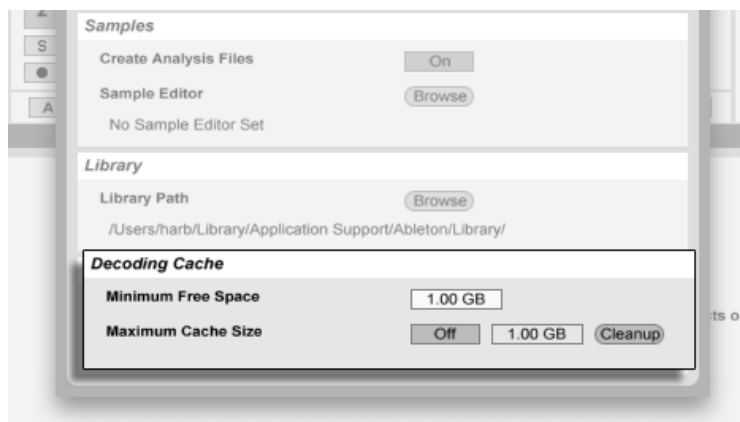 Z
Samples
S
Create Analysis Files On
Sample Editor Browse
A
No Sample Editor Set
Library
Library Path Browse
/Users/harb/Library/Application Support/Ableton/Library/
Decoding Cache
Minimum Free Space 1.00 GB
ts o
Maximum Cache Size Off 1.00 GB Cleanup